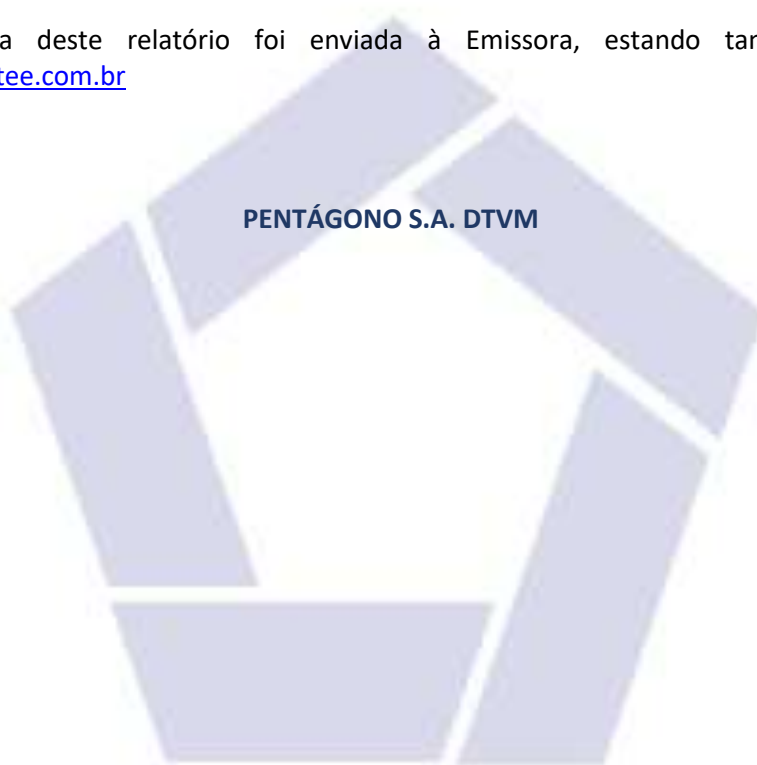 a deste relatório foi enviada à Emissora, estando tar
tee.com.br
PENTÁGONO S.A. DTVM